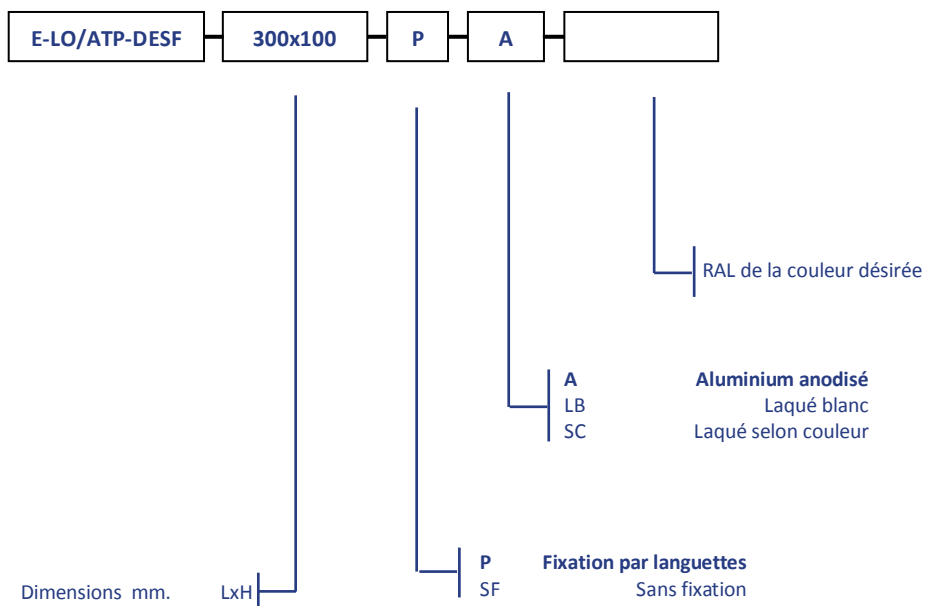 E-LO/ATP-DESF 300x100 P A
RAL de la couleur désirée
A Aluminium anodisé
LB Laqué blanc
SC Laqué selon couleur
P Fixation par languettes
SF Sans fixation
Dimensions mm. LxH